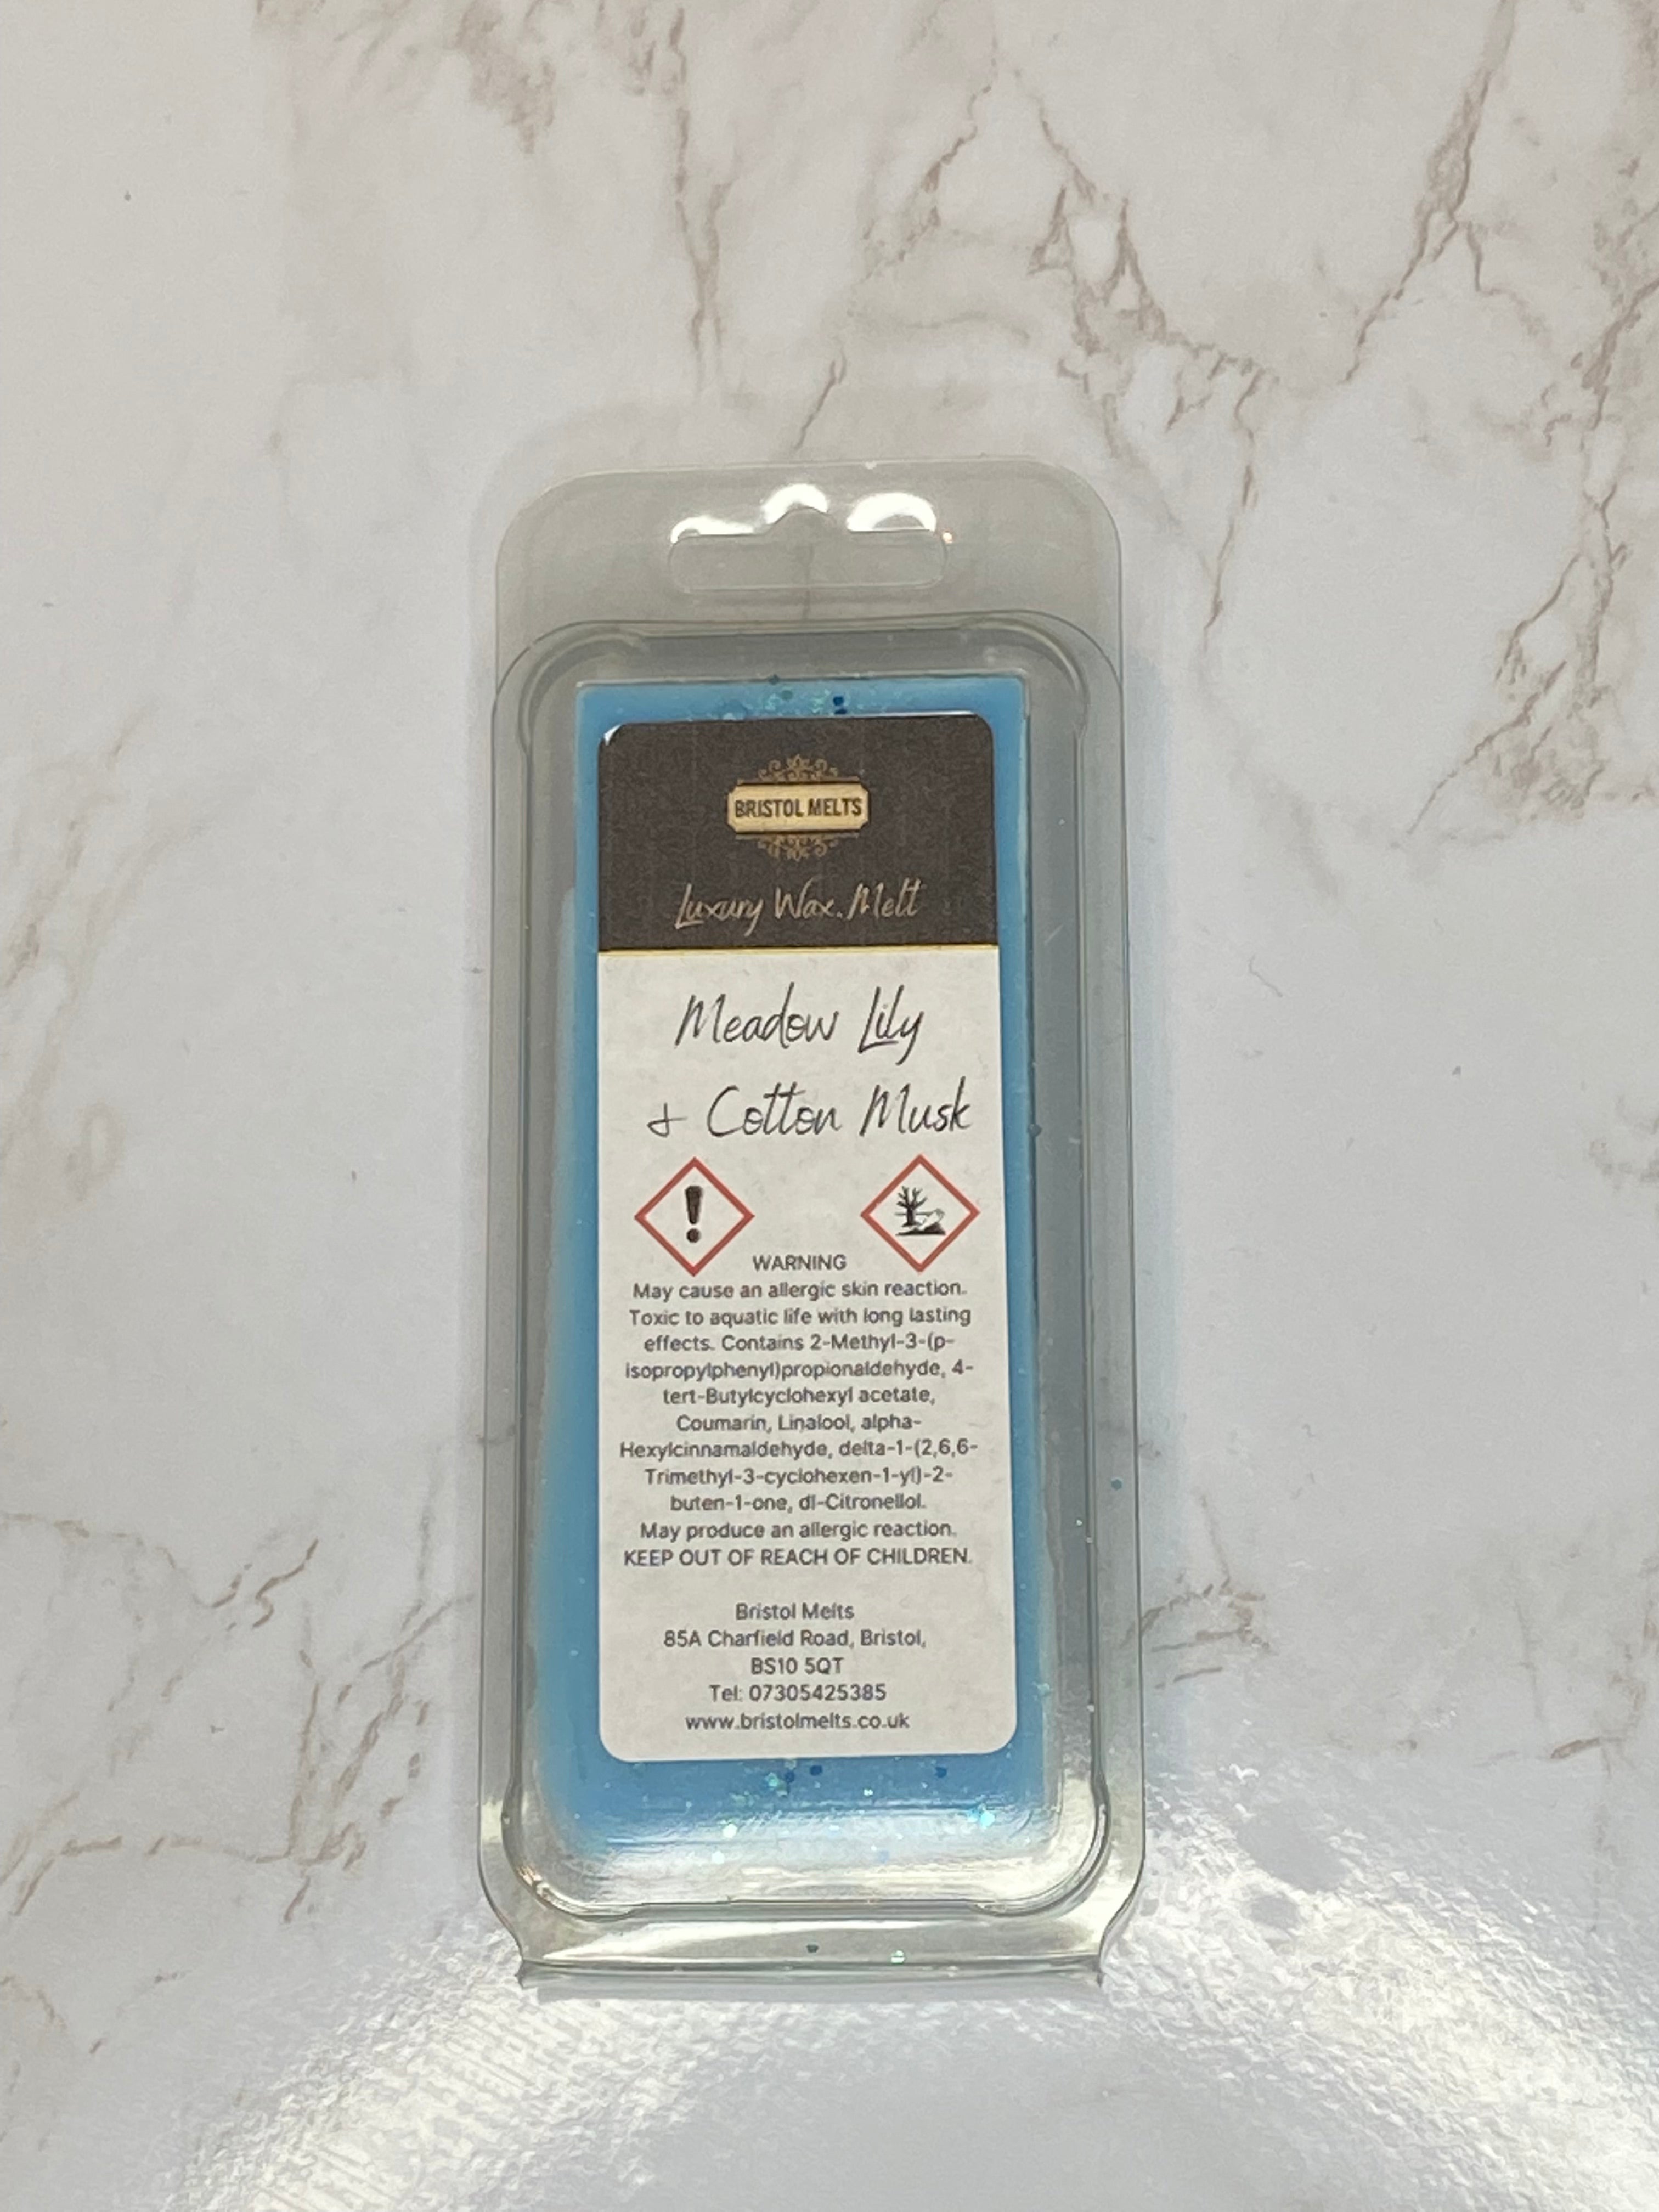 BRISTOL MELTS
Luxury Wax Melt
Meadow Lily
+ Cotton Musk
WARNING
May cause an allergic skin reaction.
Toxic to aquatic life with long lasting
effects. Contains 2-Methyl-3-(p-
isopropylphenyl)propionaldehyde, 4-
tert-Butylcyclohexyl acetate,
Coumarin, Linalool, alpha-
Hexylcinnamaldehyde, delta-1-(2,6,6-
Trimethyl-3-cyclohexen-1-yl)-2-
buten-1-one, dl-Citronellol.
May produce an allergic reaction.
KEEP OUT OF REACH OF CHILDREN.
Bristol Melts
85A Charfield Road, Bristol,
BS10 5QT
Tel: 07305425385
www.bristolmelts.co.uk